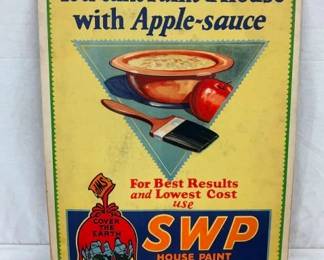 with Apple-sauce
For Best Results
and Lowest Cost
use
COVER
THE
EARTH
SWP
HOUSE PAINT